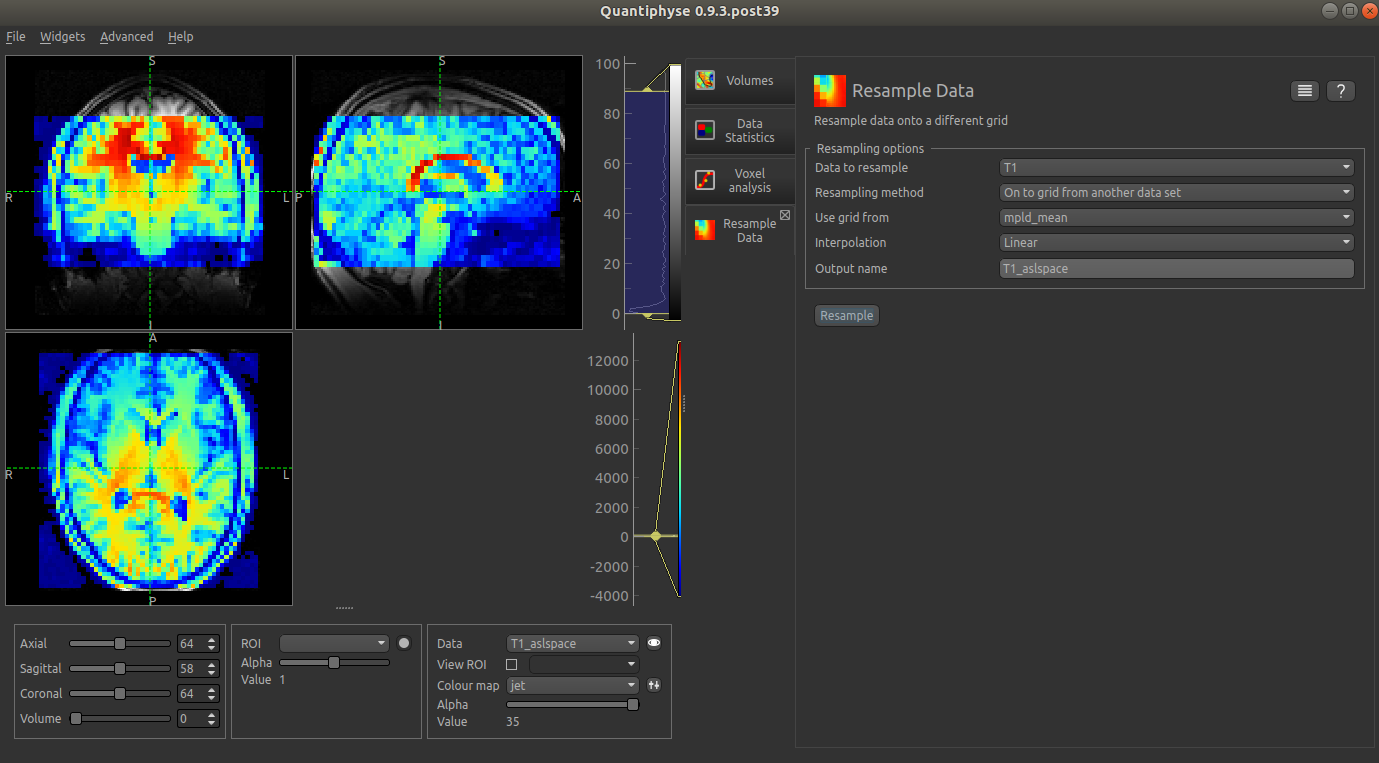 Quantiphyse 0.9.3.post39
File Widgets Advanced Help
S
R
L
I
S
P
A
I
A
R
L
P
100
80
60
40
20
0
12000
10000
8000
6000
4000
2000
0
-2000
-4000
Volumes
Data
Statistics
Voxel
analysis
Resample
Data
Resample Data
?
Resample data onto a different grid
Resampling options
Data to resample T1
Resampling method On to grid from another data set
Use grid from mpld_mean
Interpolation Linear
Output name T1_aslspace
Resample
Axial 64
Sagittal 58
Coronal 64
Volume 0
ROI
Alpha
Value 1
Data T1_aslspace
View ROI
Colour map jet
Alpha
Value 35